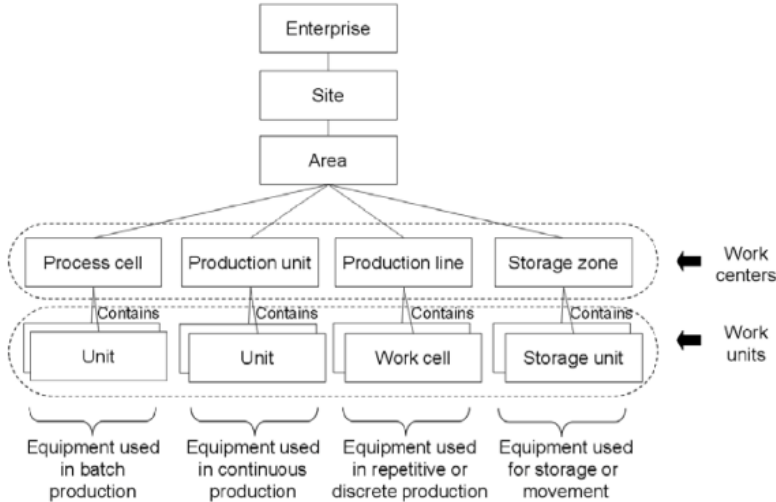 Enterprise
Site
Area
Process cell
Production unit
Production line
Storage zone
Work
centers
Contains
Contains
Contains
Contains
Unit
Unit
Work cell
Storage unit
Work
units
Equipment used
in batch
production
Equipment used
in continuous
production
Equipment used
in repetitive or
discrete production
Equipment used
for storage or
movement